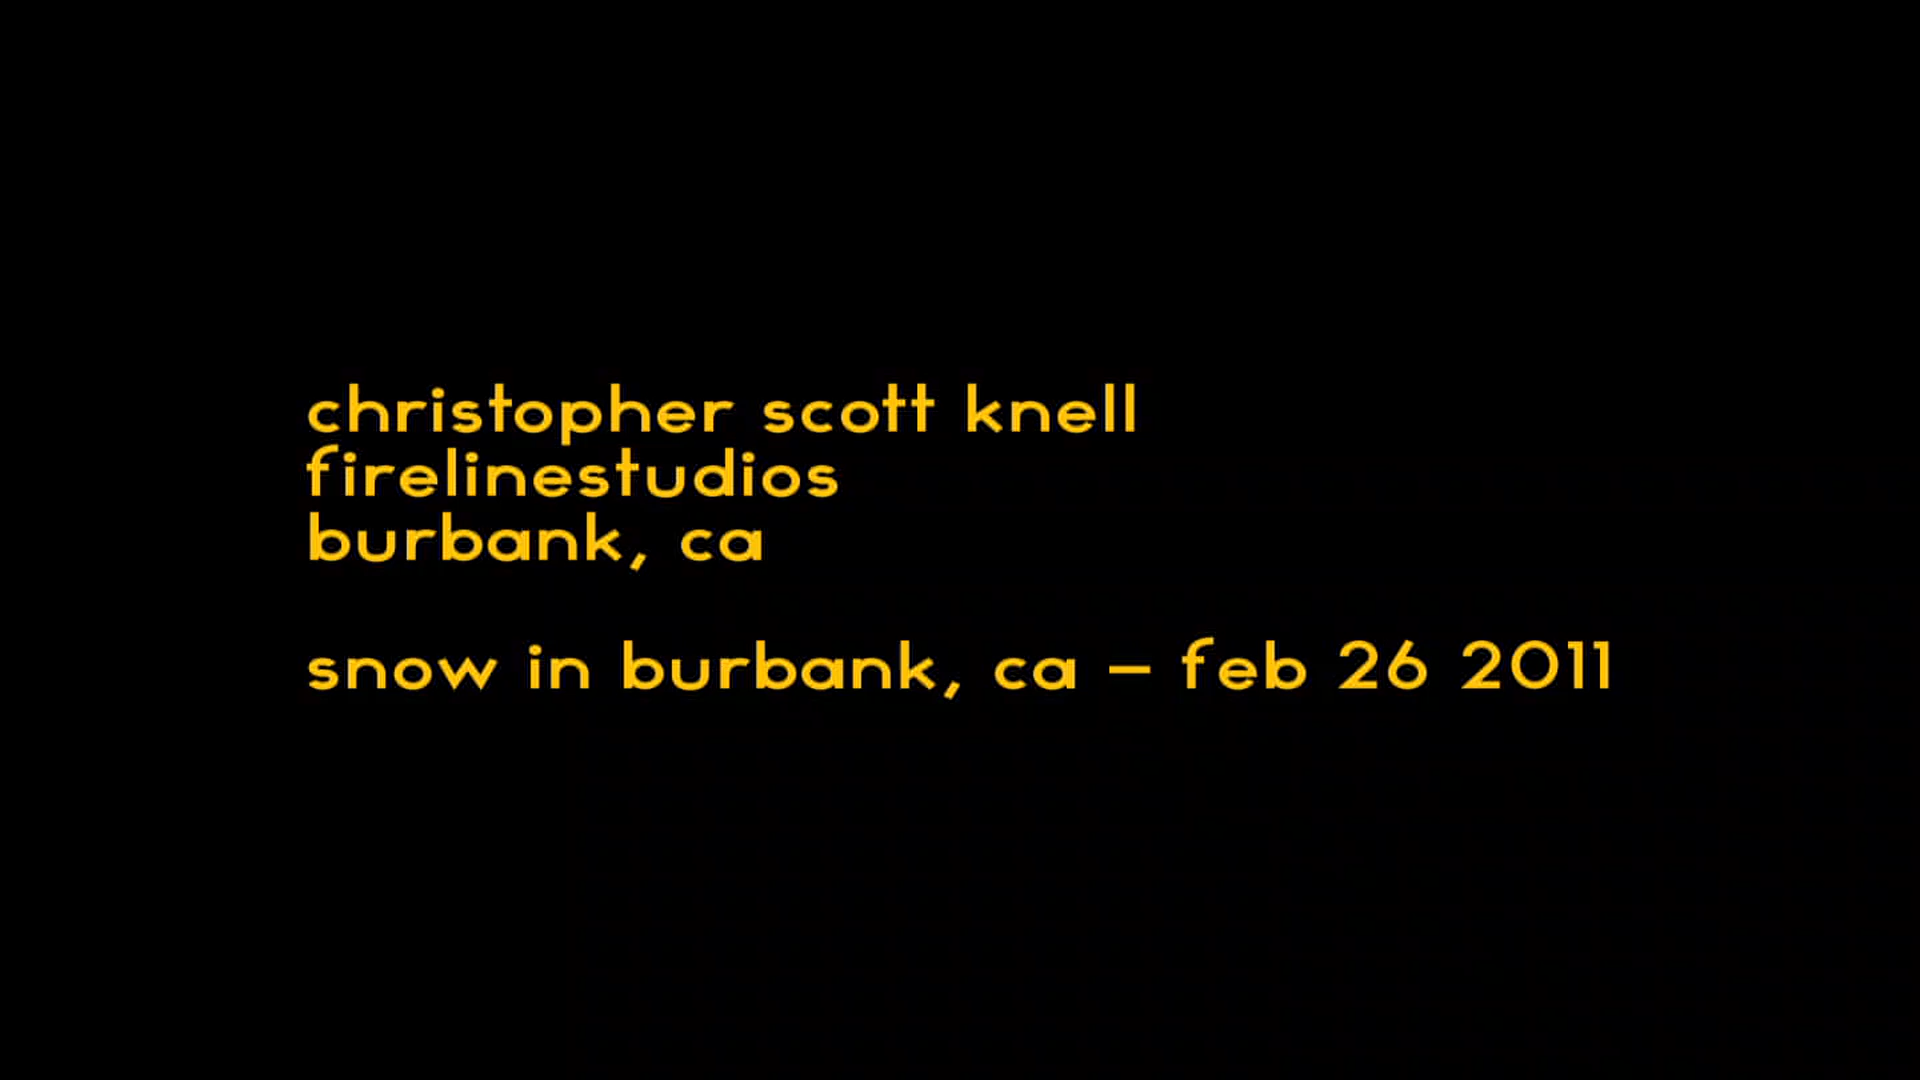 christopher scott knell
firelinestudios
burbank, ca
snow in burbank, ca – feb 26 2011